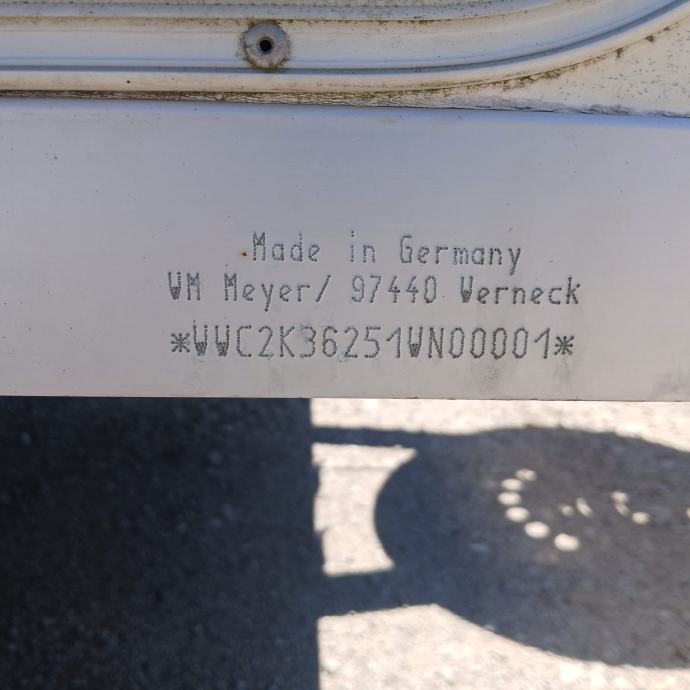 Made in Germany
WM Meyer/ 97440 Werneck
*WWC2K36251WN00001*